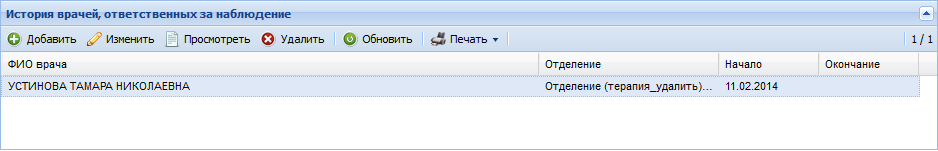 История врачей, ответственных за наблюдение
Добавить Изменить Просмотреть Удалить Обновить Печать 1 / 1
ФИО врача Отделение Начало Окончание
УСТИНОВА ТАМАРА НИКОЛАЕВНА Отделение (терапия_удалить)... 11.02.2014